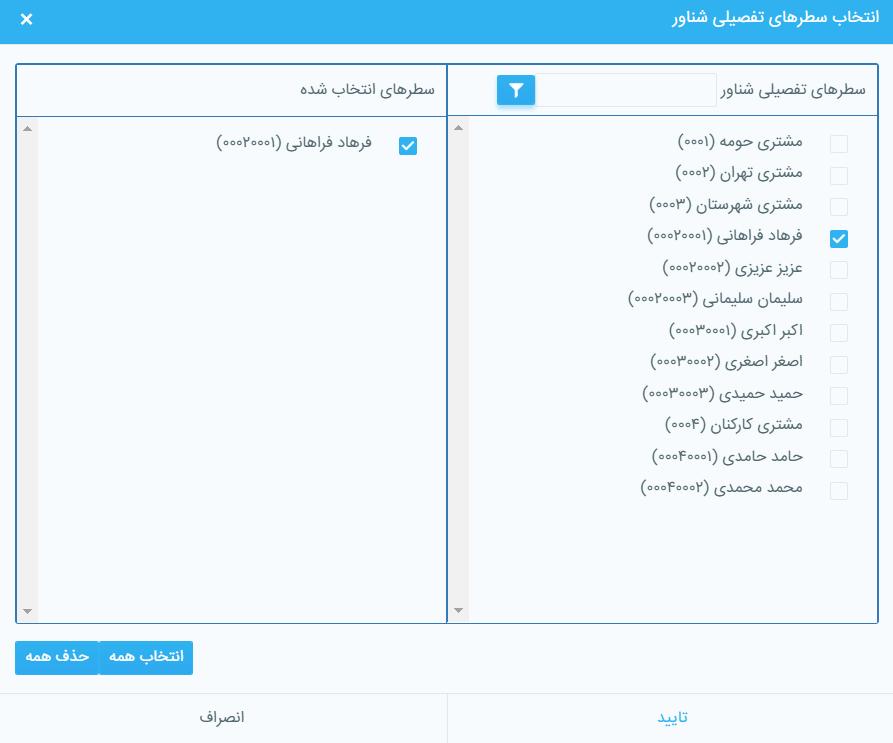 انتخاب سطرهای تفصیلی شناور
سطرهای تفصیلی شناور
مشتری حومه (۰۰۰۱)
مشتری تهران (۰۰۰۲)
مشتری شهرستان (۰۰۰۳)
فرهاد فراهانی (۰۰۰۲۰۰۰۱)
عزیز عزیزی (۰۰۰۲۰۰۰۲)
سلیمان سلیمانی (۰۰۰۲۰۰۰۳)
اکبر اکبری (۰۰۰۳۰۰۰۱)
اصغر اصغری (۰۰۰۳۰۰۰۲)
حمید حمیدی (۰۰۰۳۰۰۰۳)
مشتری کارکنان (۰۰۰۴)
حامد حامدی (۰۰۰۴۰۰۰۱)
محمد محمدی (۰۰۰۴۰۰۰۲)
سطرهای انتخاب شده
فرهاد فراهانی (۰۰۰۲۰۰۰۱)
انتخاب همه
حذف همه
تایید
انصراف